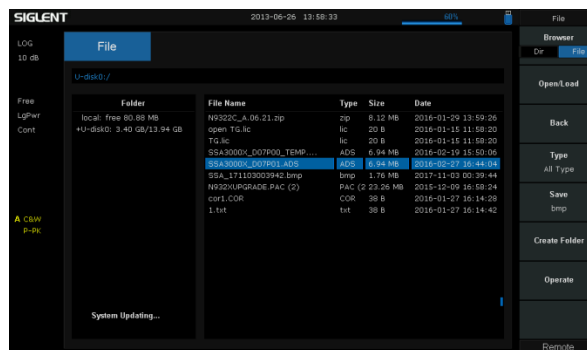 SIGLENT 2013-06-26 13:58:33 60% File
LOG
10 dB
File
Browser
Dir File
U-disk0:/
Open/Load
Free
LgPwr
Cont
Folder
local: free 80.88 MB
+U-disk0: 3.40 GB/13.94 GB
File Name Type Size Date
N9322C_A.06.21.zip zip 8.12 MB 2016-01-29 13:59:26
open TG.lic lic 20 B 2016-01-15 11:58:20
TG.lic lic 20 B 2016-01-15 11:58:20
SSA3000X_D07P00_TEMP.... ADS 6.94 MB 2016-02-19 15:50:06
SSA3000X_D07P01.ADS ADS 6.94 MB 2016-02-27 16:44:04
SSA_171103003942.bmp bmp 1.76 MB 2017-11-03 00:39:44
N932XUPGRADE.PAC (2) PAC (2 23.26 MB 2015-12-09 16:58:24
cor1.COR COR 38 B 2016-01-27 16:14:28
1.txt txt 38 B 2016-01-27 16:14:42
Back
Type
All Type
Save
bmp
A C&W
P-PK
Create Folder
Operate
System Updating...
Remote